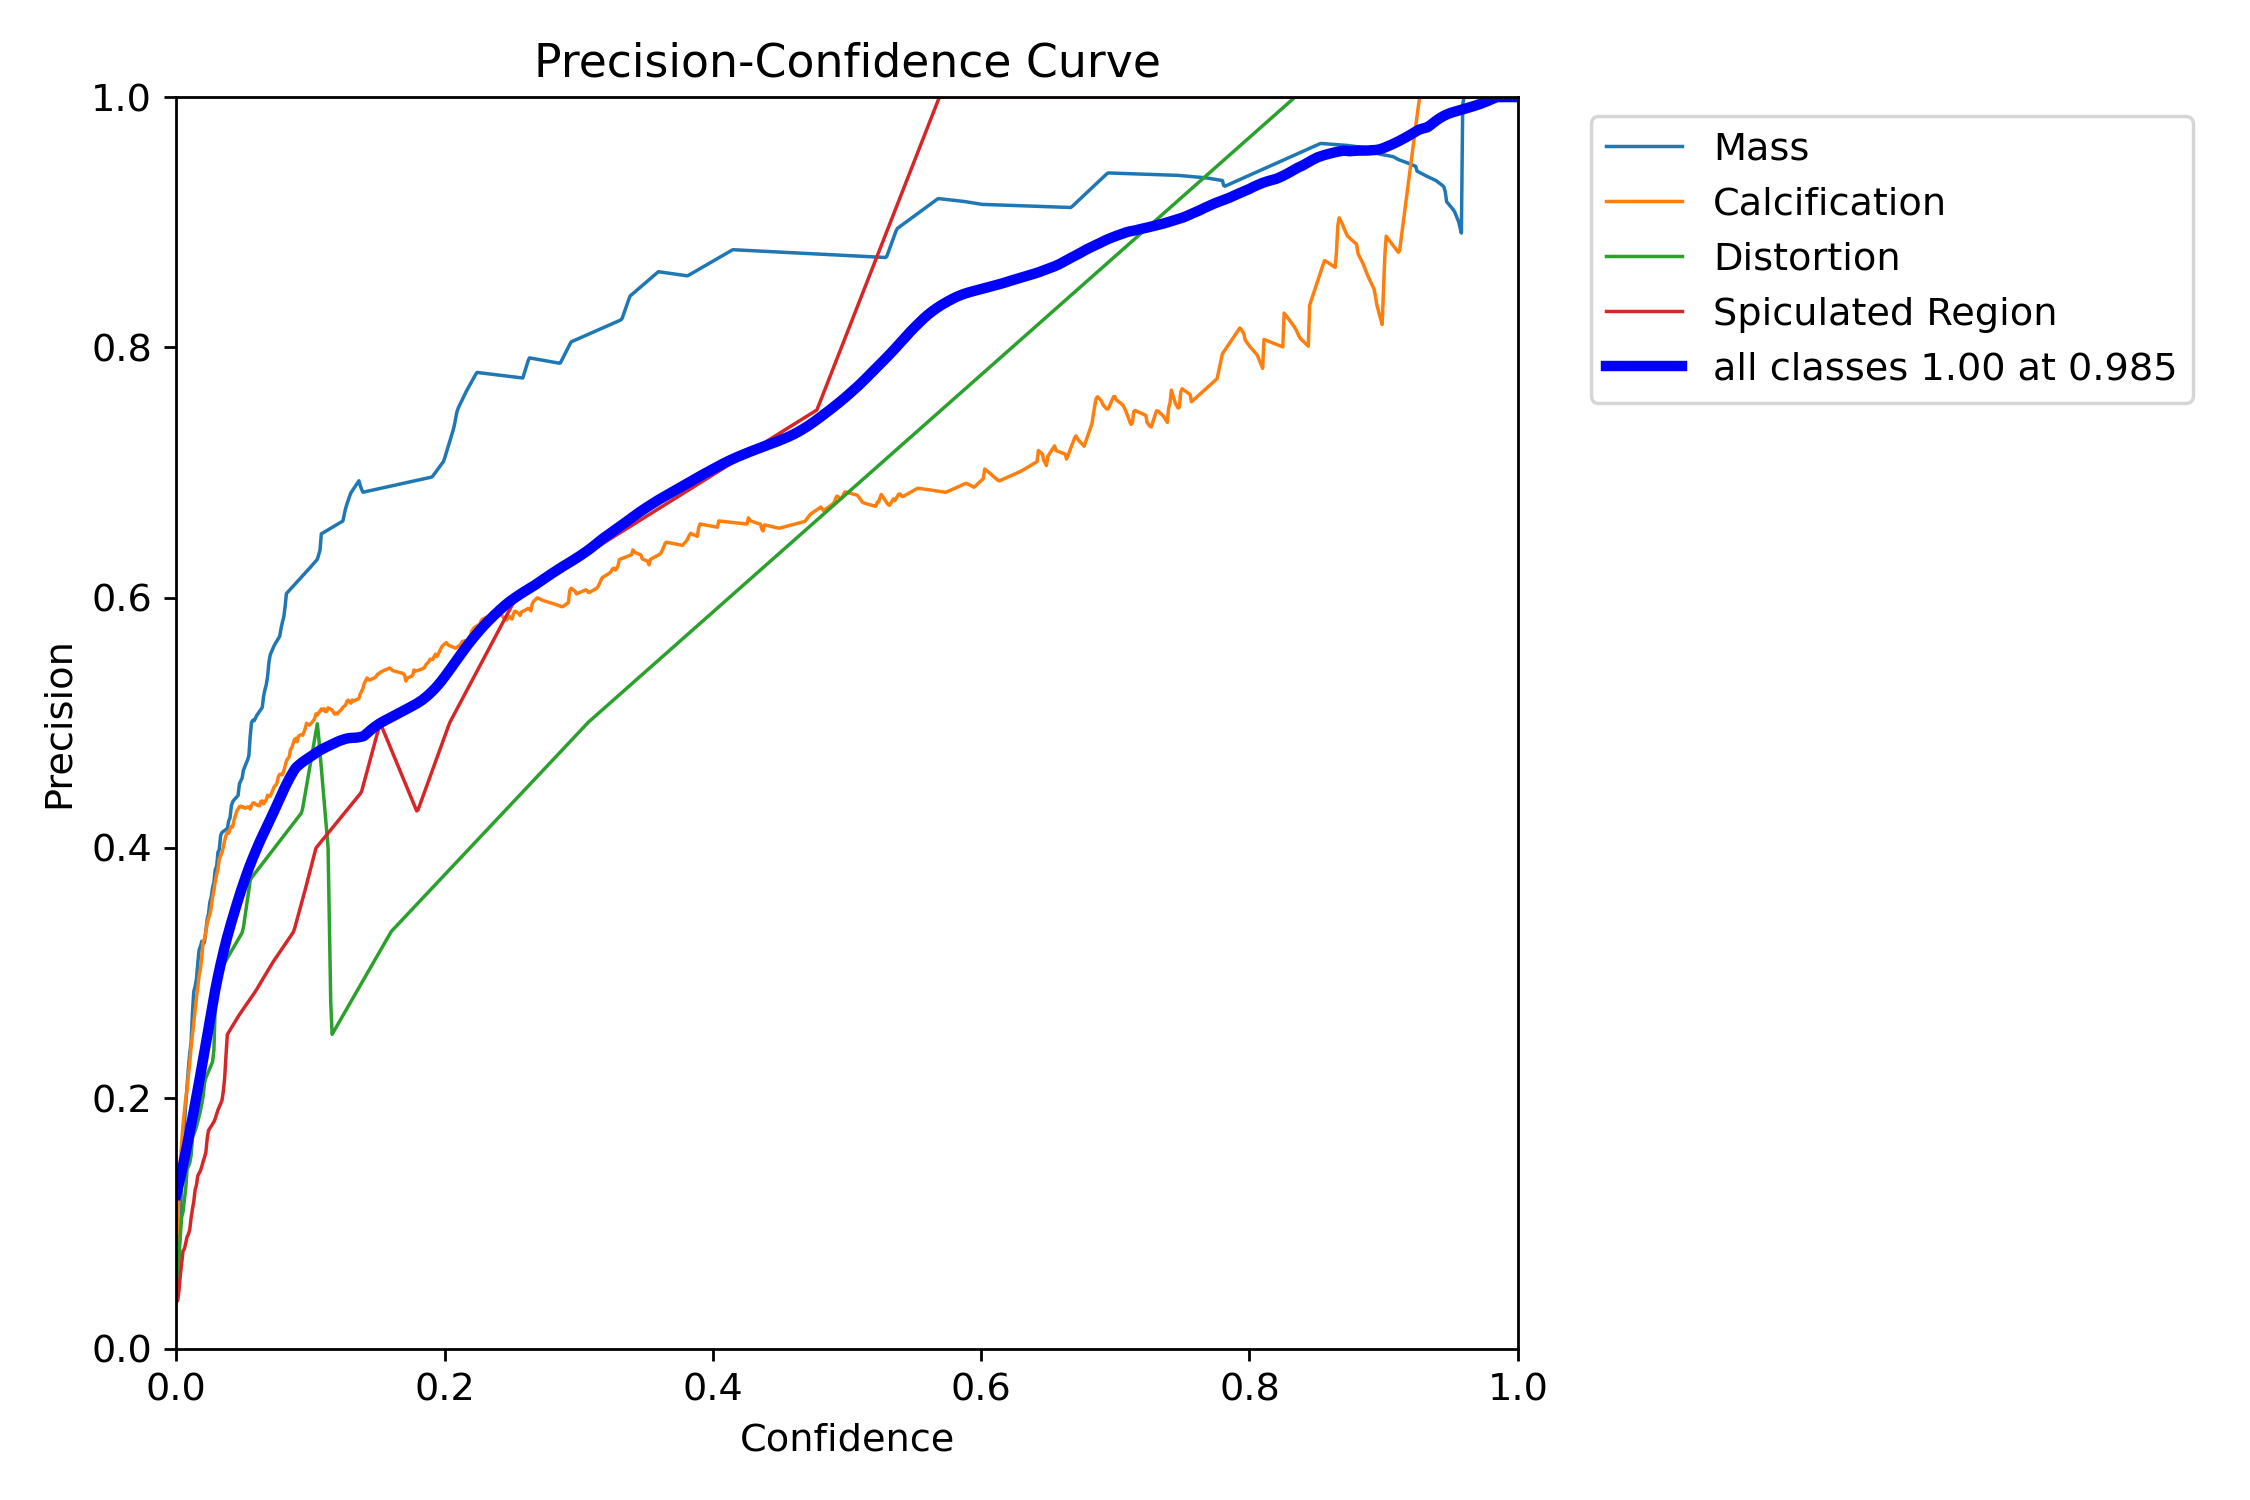 Precision-Confidence Curve
1.0
0.8
0.6
0.4
0.2
0.0
Precision
0.0 0.2 0.4 0.6 0.8 1.0
Confidence
Mass
Calcification
Distortion
Spiculated Region
all classes 1.00 at 0.985